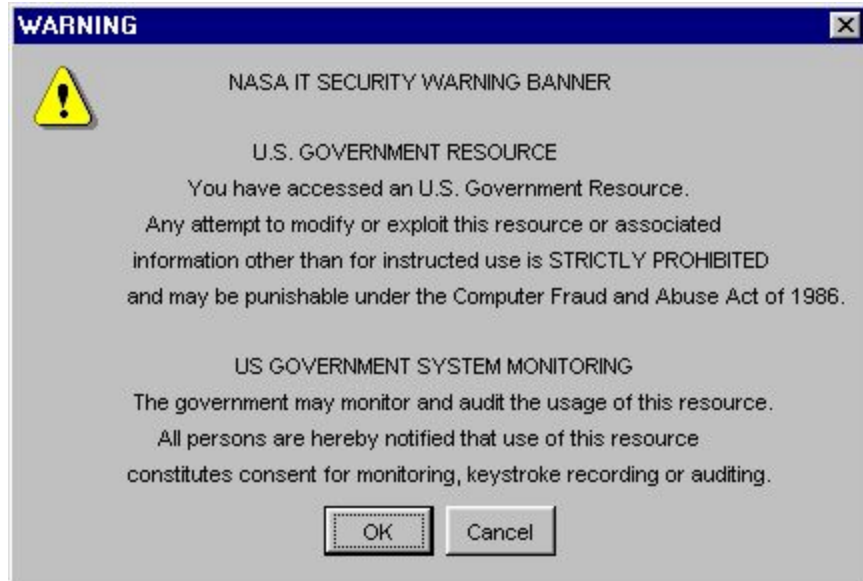 WARNING
NASA IT SECURITY WARNING BANNER
U.S. GOVERNMENT RESOURCE
You have accessed an U.S. Government Resource.
Any attempt to modify or exploit this resource or associated
information other than for instructed use is STRICTLY PROHIBITED
and may be punishable under the Computer Fraud and Abuse Act of 1986.
US GOVERNMENT SYSTEM MONITORING
The government may monitor and audit the usage of this resource.
All persons are hereby notified that use of this resource
constitutes consent for monitoring, keystroke recording or auditing.
OK Cancel